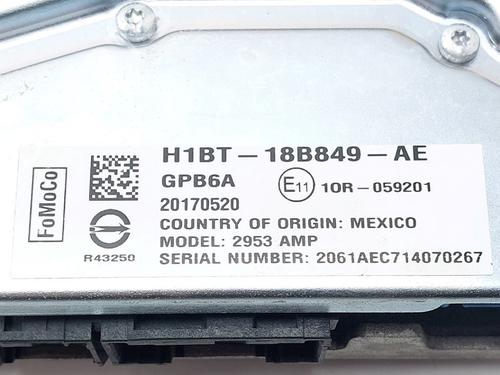 FoMoCo
H1BT-18B849-AE
GPB6A
E11 10R-059201
20170520
COUNTRY OF ORIGIN: MEXICO
MODEL: 2953 AMP
R43250
SERIAL NUMBER: 2061AEC714070267